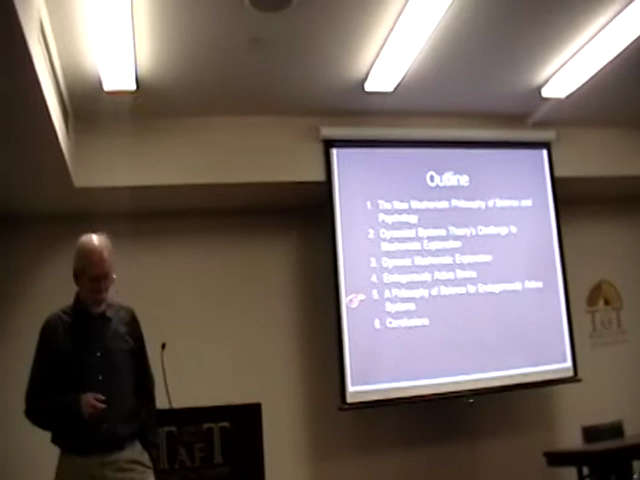 Outline
1. The New Mechanistic Philosophy of Science and
Psychology
2. Dynamical Systems Theory's Challenge to
Mechanistic Explanation
3. Dynamic Mechanistic Explanation
4. Endogenously Active Brains
5. A Philosophy of Science for Endogenously Active
Systems
6. Conclusions
TAFT
TAFT